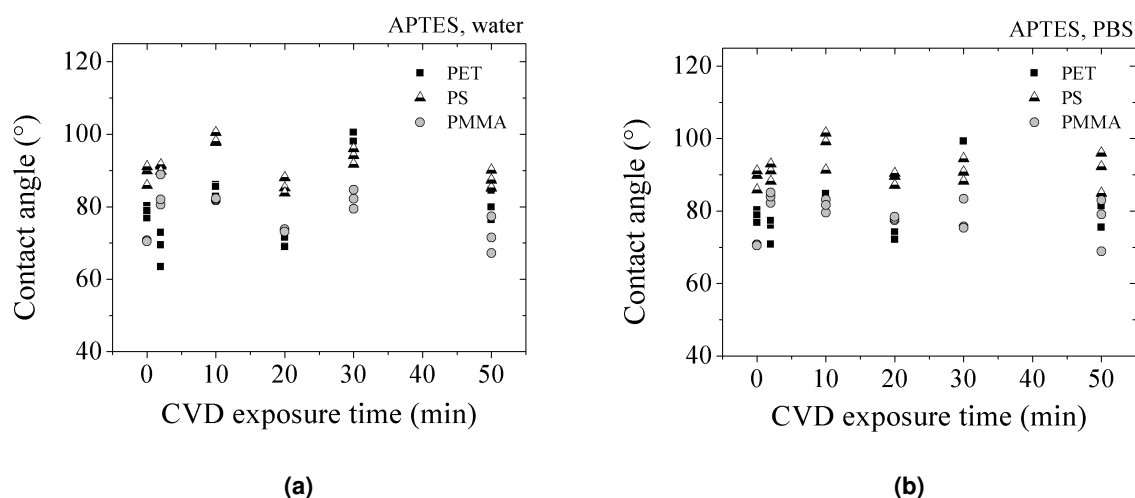 APTES, water
120
100
80
60
40
Contact angle (°)
PET
PS
PMMA
0 10 20 30 40 50
CVD exposure time (min)
(a)
APTES, PBS
120
100
80
60
40
Contact angle (°)
PET
PS
PMMA
0 10 20 30 40 50
CVD exposure time (min)
(b)